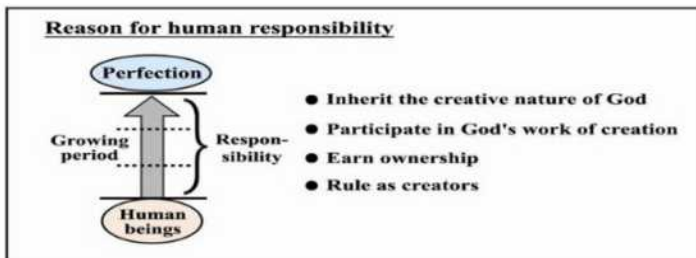 Reason for human responsibility
Perfection
Growing
period
Respon-
sibility
Human
beings
● Inherit the creative nature of God
● Participate in God's work of creation
● Earn ownership
● Rule as creators